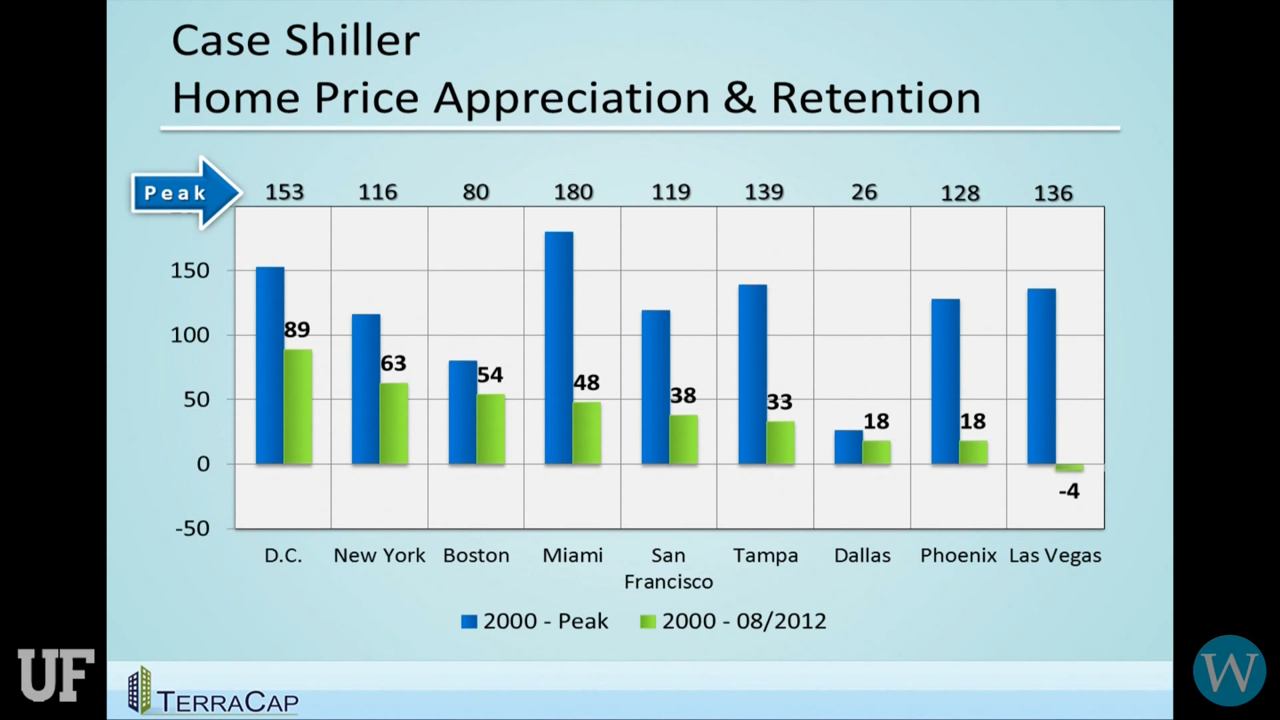 Case Shiller
Home Price Appreciation & Retention
Peak 153 116 80 180 119 139 26 128 136
150
100
50
0
-50
89 63 54 48 38 33 18 18 -4
D.C. New York Boston Miami San Francisco Tampa Dallas Phoenix Las Vegas
2000 - Peak 2000 - 08/2012
UF
TERRACAP
W